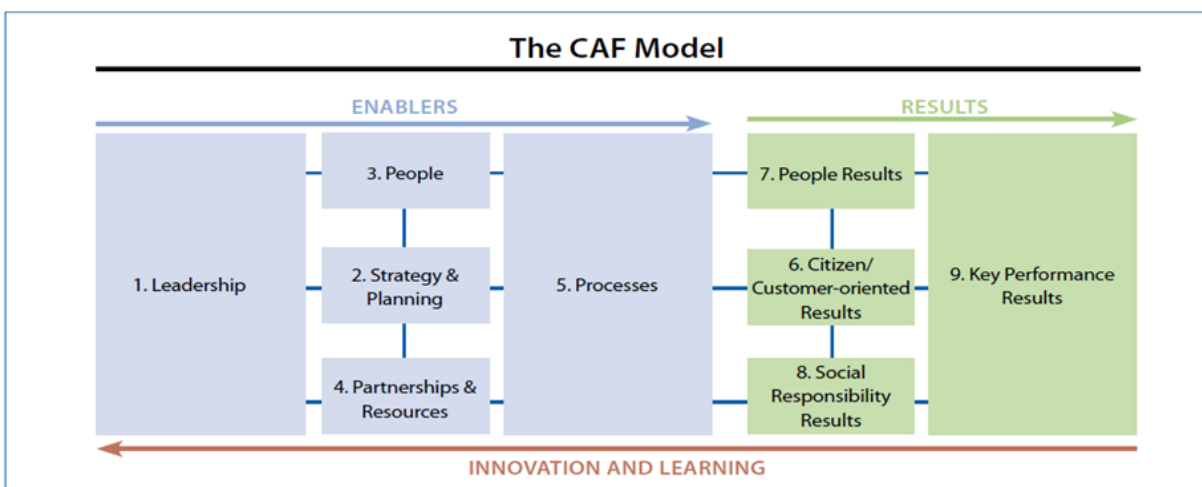 The CAF Model
ENABLERS
RESULTS
1. Leadership
3. People
2. Strategy &
Planning
4. Partnerships &
Resources
5. Processes
7. People Results
6. Citizen/
Customer-oriented
Results
8. Social
Responsibility
Results
9. Key Performance
Results
INNOVATION AND LEARNING